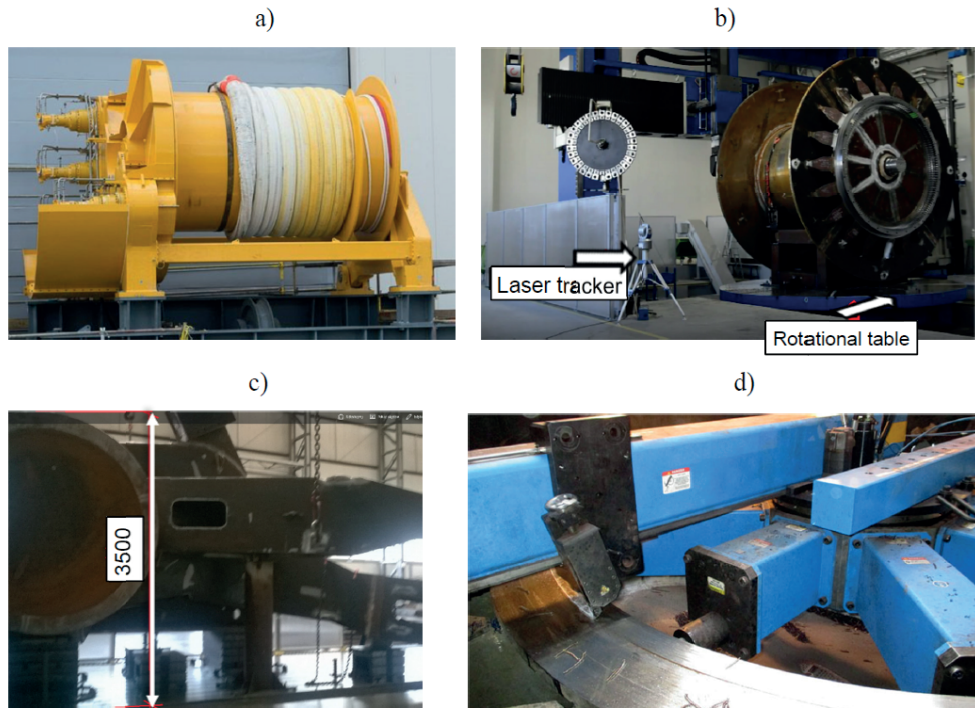 a)
b)
Laser tracker
Rotational table
c)
d)
3500